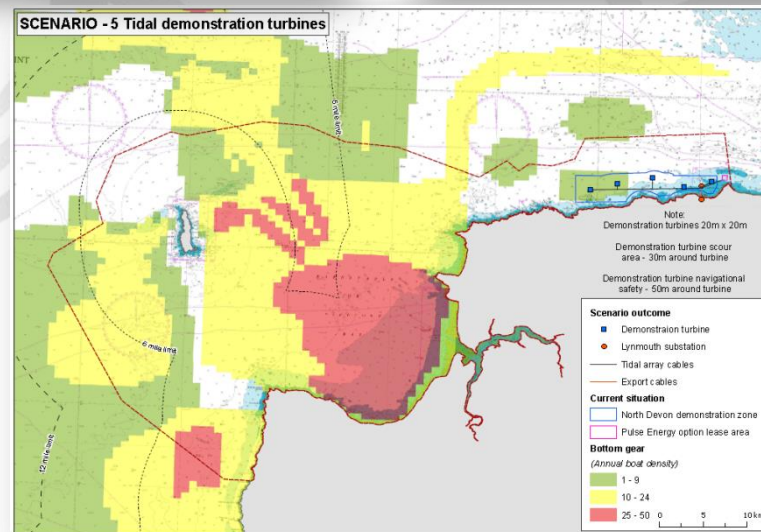 SCENARIO - 5 Tidal demonstration turbines
6 mile limit
6 mile limit
12 mile limit
Note:
Demonstration turbines 20m x 20m
Demonstration turbine scour
area - 30m around turbine
Demonstration turbine navigational
safety - 50m around turbine
Scenario outcome
Demonstraion turbine
Lynmouth substation
Tidal array cables
Export cables
Current situation
North Devon demonstration zone
Pulse Energy option lease area
Bottom gear
(Annual boat density)
1 - 9
10 - 24
25 - 50
0 5 10 km